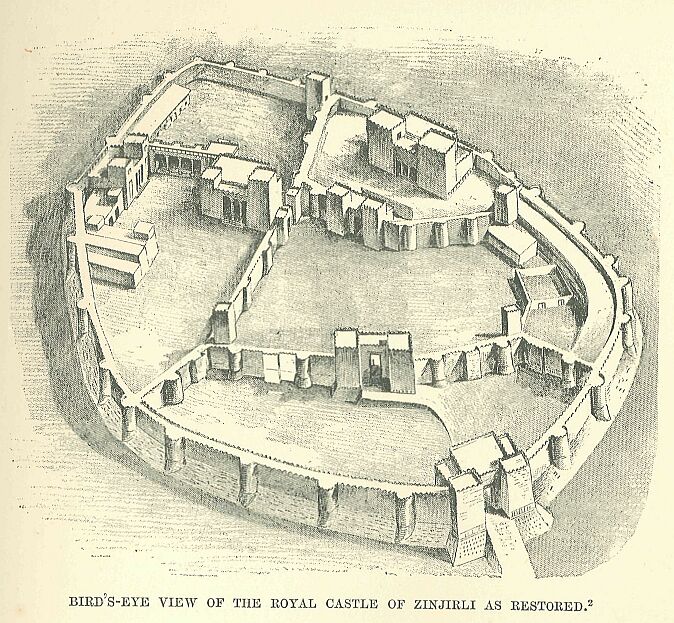 BIRD'S-EYE VIEW OF THE ROYAL CASTLE OF ZINJIRLI AS RESTORED.²